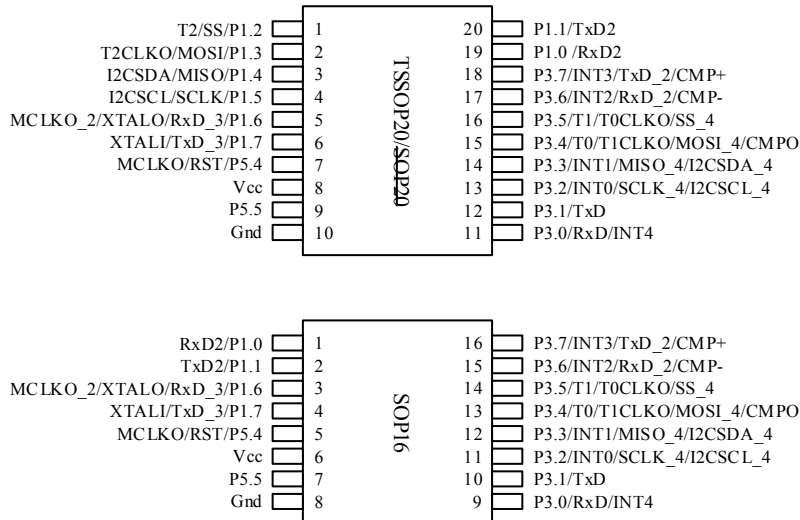 T2/SS/P1.2 1 20 P1.1/TxD2
T2CLKO/MOSI/P1.3 2 19 P1.0 /RxD2
I2CSDA/MISO/P1.4 3 18 P3.7/INT3/TxD_2/CMP+
I2CSCL/SCLK/P1.5 4 17 P3.6/INT2/RxD_2/CMP-
MCLKO_2/XTALO/RxD_3/P1.6 5 16 P3.5/T1/T0CLKO/SS_4
XTALI/TxD_3/P1.7 6 15 P3.4/T0/T1CLKO/MOSI_4/CMPO
MCLKO/RST/P5.4 7 14 P3.3/INT1/MISO_4/I2CSDA_4
Vcc 8 13 P3.2/INT0/SCLK_4/I2CSCL_4
P5.5 9 12 P3.1/TxD
Gnd 10 11 P3.0/RxD/INT4
TSSOP20/SOP20
RxD2/P1.0 1 16 P3.7/INT3/TxD_2/CMP+
TxD2/P1.1 2 15 P3.6/INT2/RxD_2/CMP-
MCLKO_2/XTALO/RxD_3/P1.6 3 14 P3.5/T1/T0CLKO/SS_4
XTALI/TxD_3/P1.7 4 13 P3.4/T0/T1CLKO/MOSI_4/CMPO
MCLKO/RST/P5.4 5 12 P3.3/INT1/MISO_4/I2CSDA_4
Vcc 6 11 P3.2/INT0/SCLK_4/I2CSCL_4
P5.5 7 10 P3.1/TxD
Gnd 8 9 P3.0/RxD/INT4
SOP16